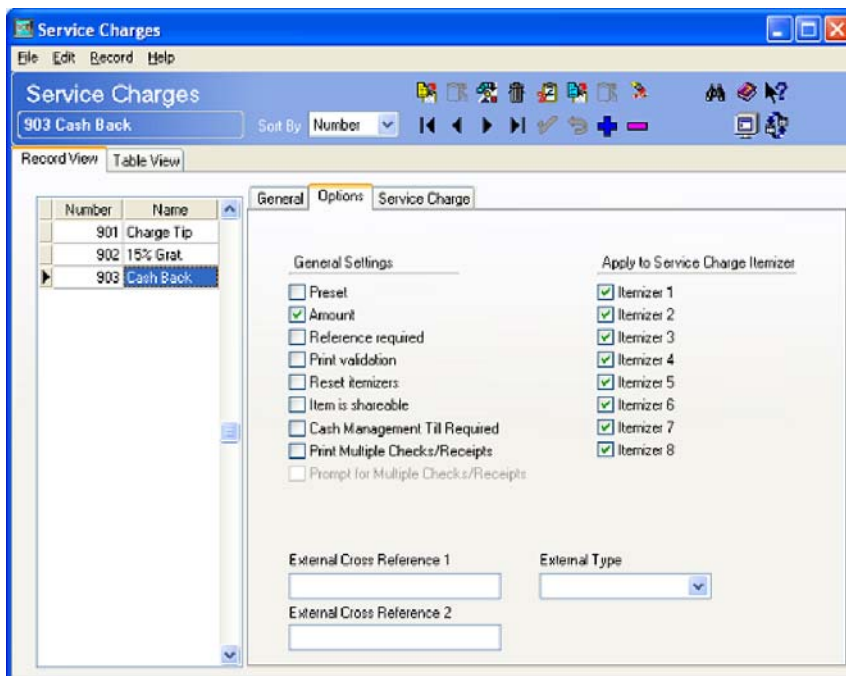 Service Charges
File Edit Record Help
Service Charges
903 Cash Back
Sort By Number
Record View Table View
General Options Service Charge
Number Name
901 Charge Tip
902 15% Grat.
903 Cash Back
General Settings
Preset
Amount
Reference required
Print validation
Reset itemizers
Item is shareable
Cash Management Till Required
Print Multiple Checks/Receipts
Prompt for Multiple Checks/Receipts
Apply to Service Charge Itemizer
Itemizer 1
Itemizer 2
Itemizer 3
Itemizer 4
Itemizer 5
Itemizer 6
Itemizer 7
Itemizer 8
External Cross Reference 1
External Type
External Cross Reference 2